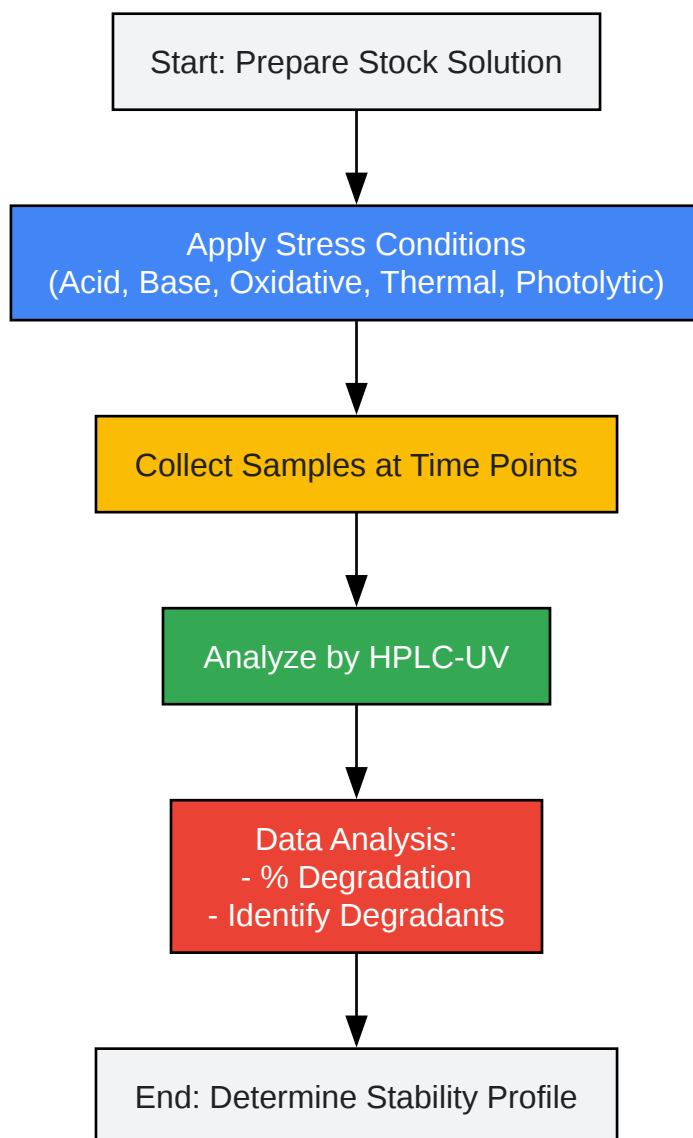 Start: Prepare Stock Solution
Apply Stress Conditions
(Acid, Base, Oxidative, Thermal, Photolytic)
Collect Samples at Time Points
Analyze by HPLC-UV
Data Analysis:
- % Degradation
- Identify Degradants
End: Determine Stability Profile